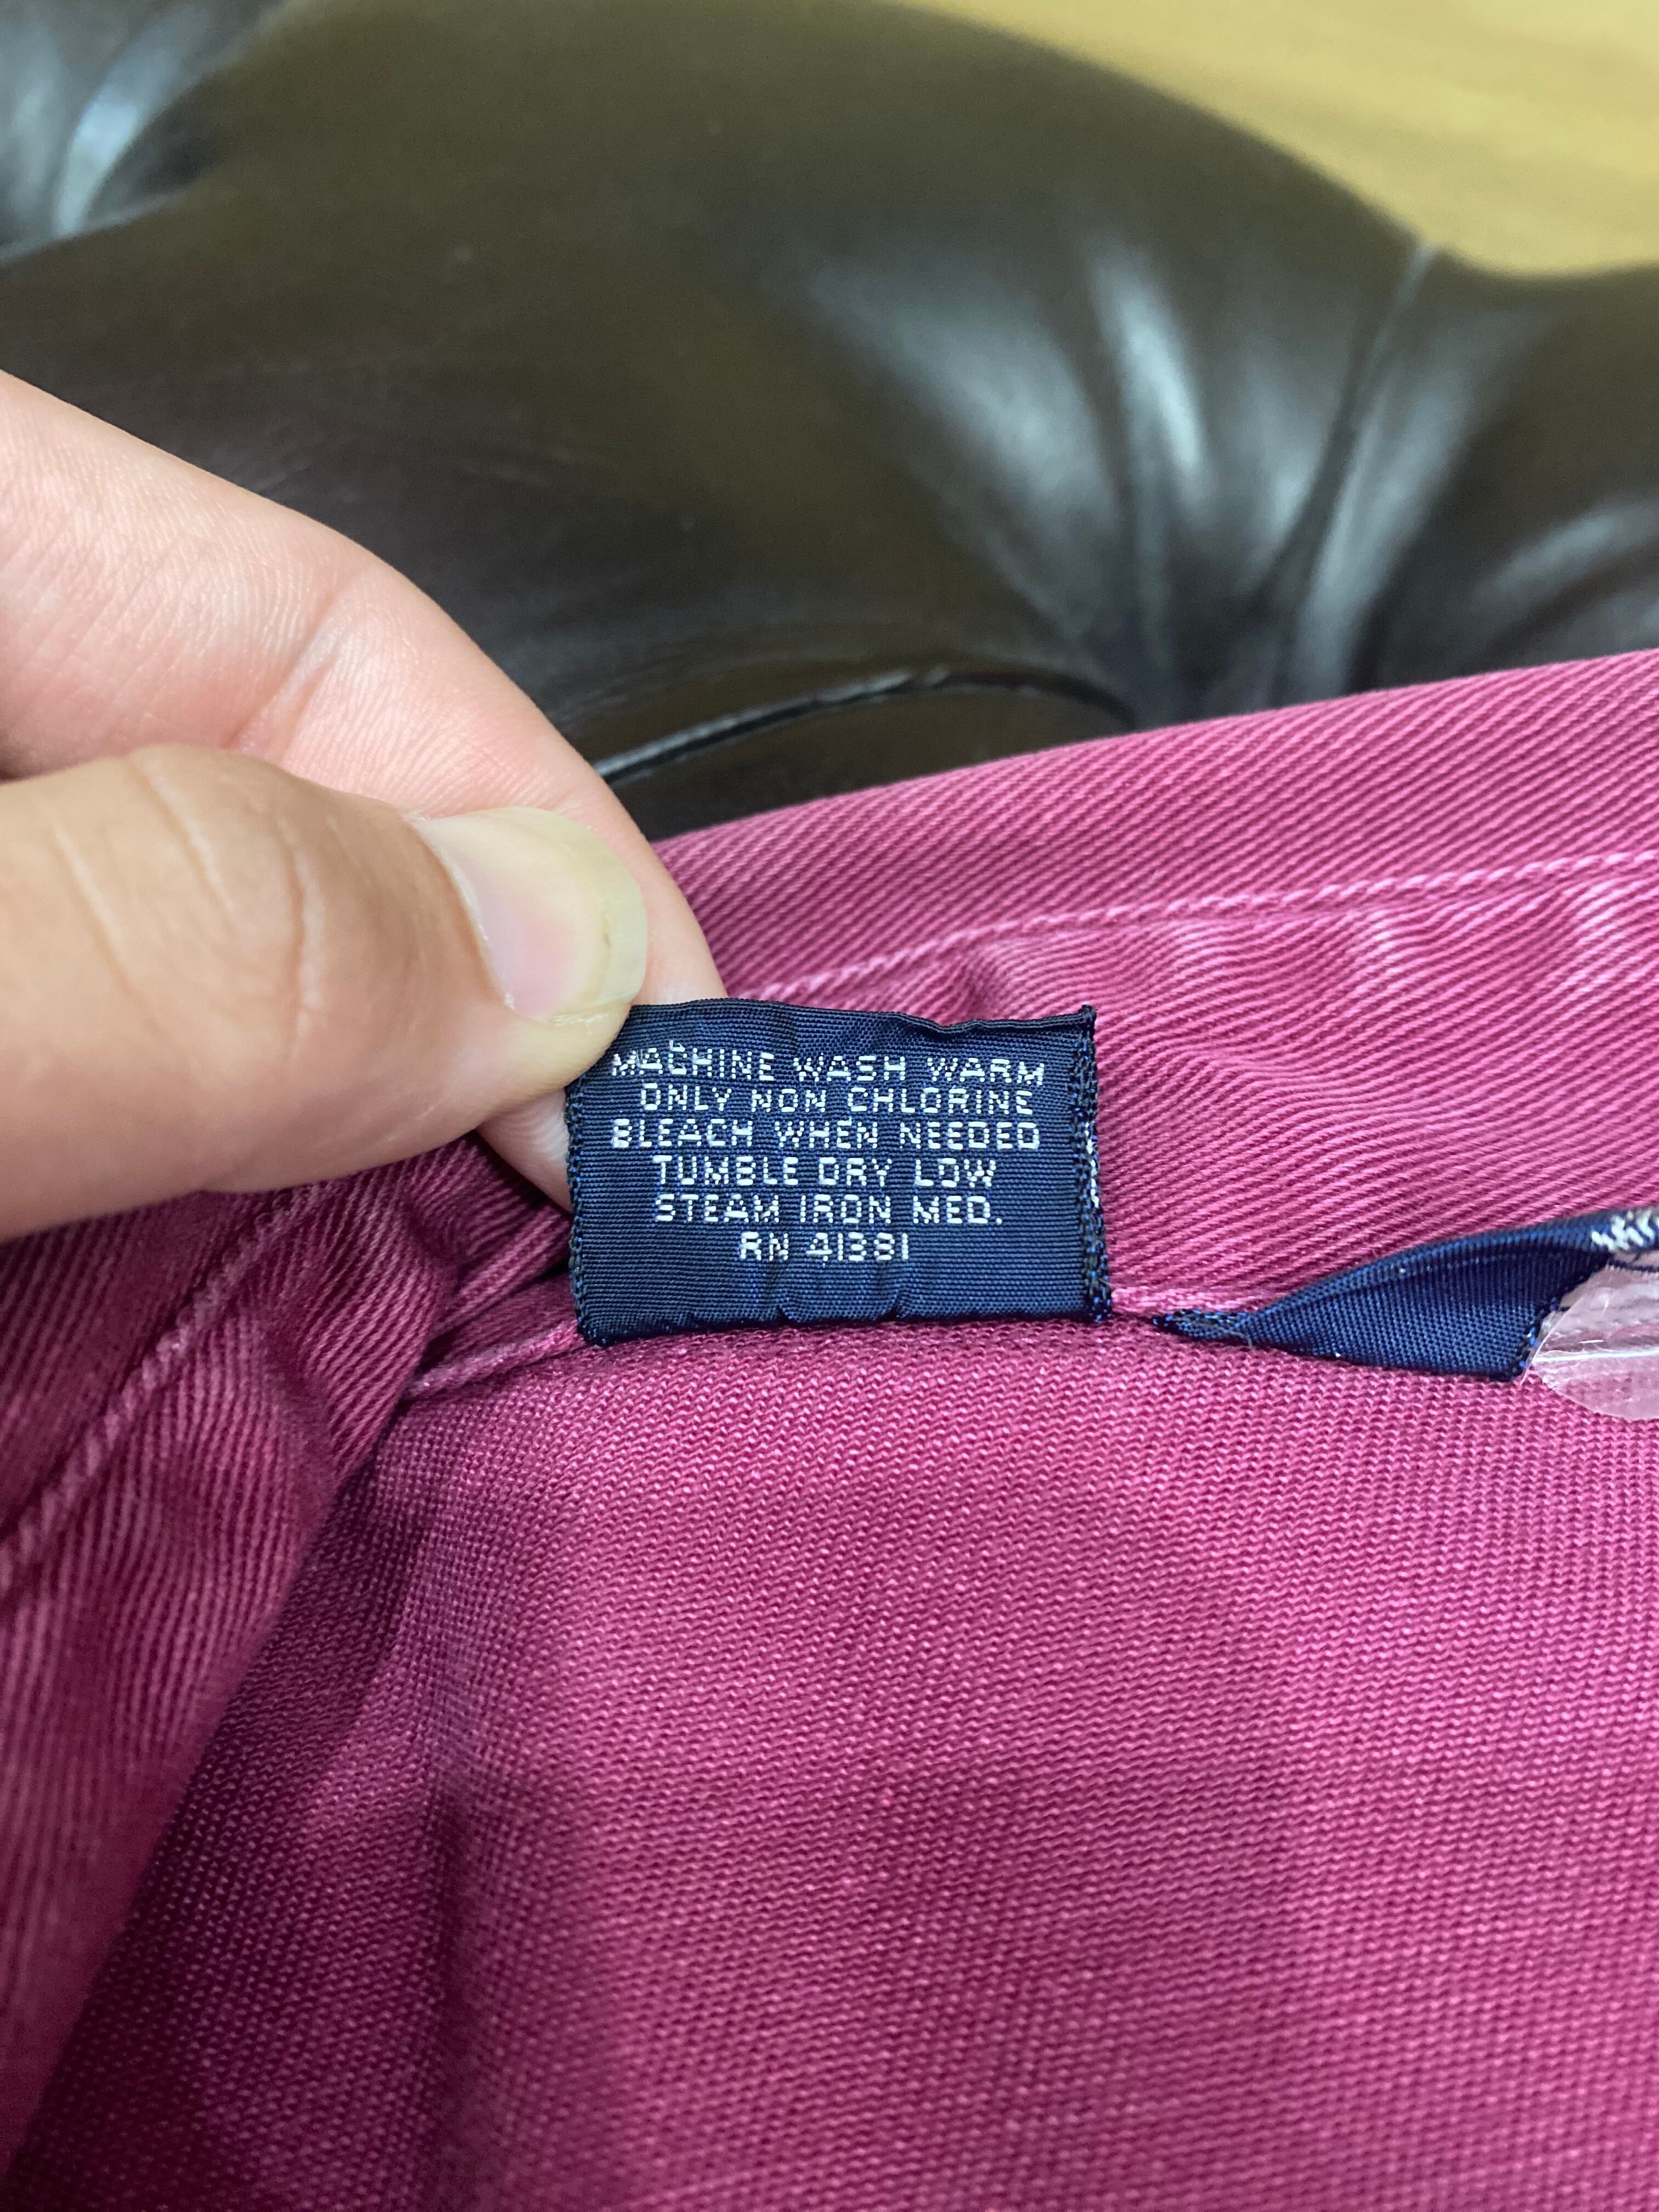 MACHINE WASH WARM
ONLY NON CHLORINE
BLEACH WHEN NEEDED
TUMBLE DRY LOW
STEAM IRON MED.
RN 41381